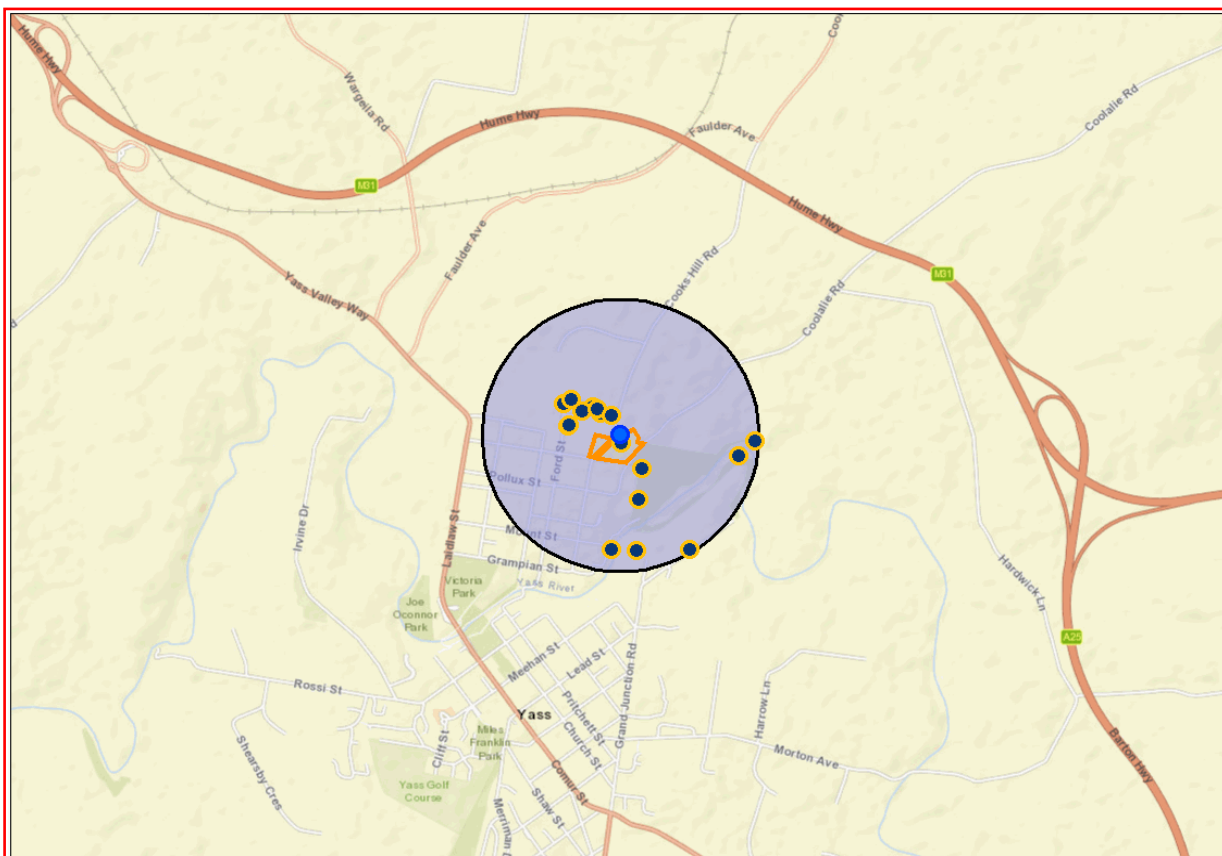 Hume Hwy
Wargeila Rd
Coolalie Rd
Hume Hwy
Faulder Ave
M31
Hume Hwy
Faulder Ave
Cooks Hill Rd
M31
Yass Valley Way
Coolalie Rd
Ford St
Pollux St
Irvine Dr
Laidlaw St
Mount St
Grampian St
Hardwick Ln
Victoria
Park
Yass River
Joe
Oconnor
Park
A25
Meehan St
Lead St
Grand Junction Rd
Rossi St
Harrow Ln
Pritchett St
Yass
Church St
Miles
Franklin
Park
Cliff St
Morton Ave
Barton Hwy
Shearsby Cres
Comur St
Yass Golf
Course
Shaw St